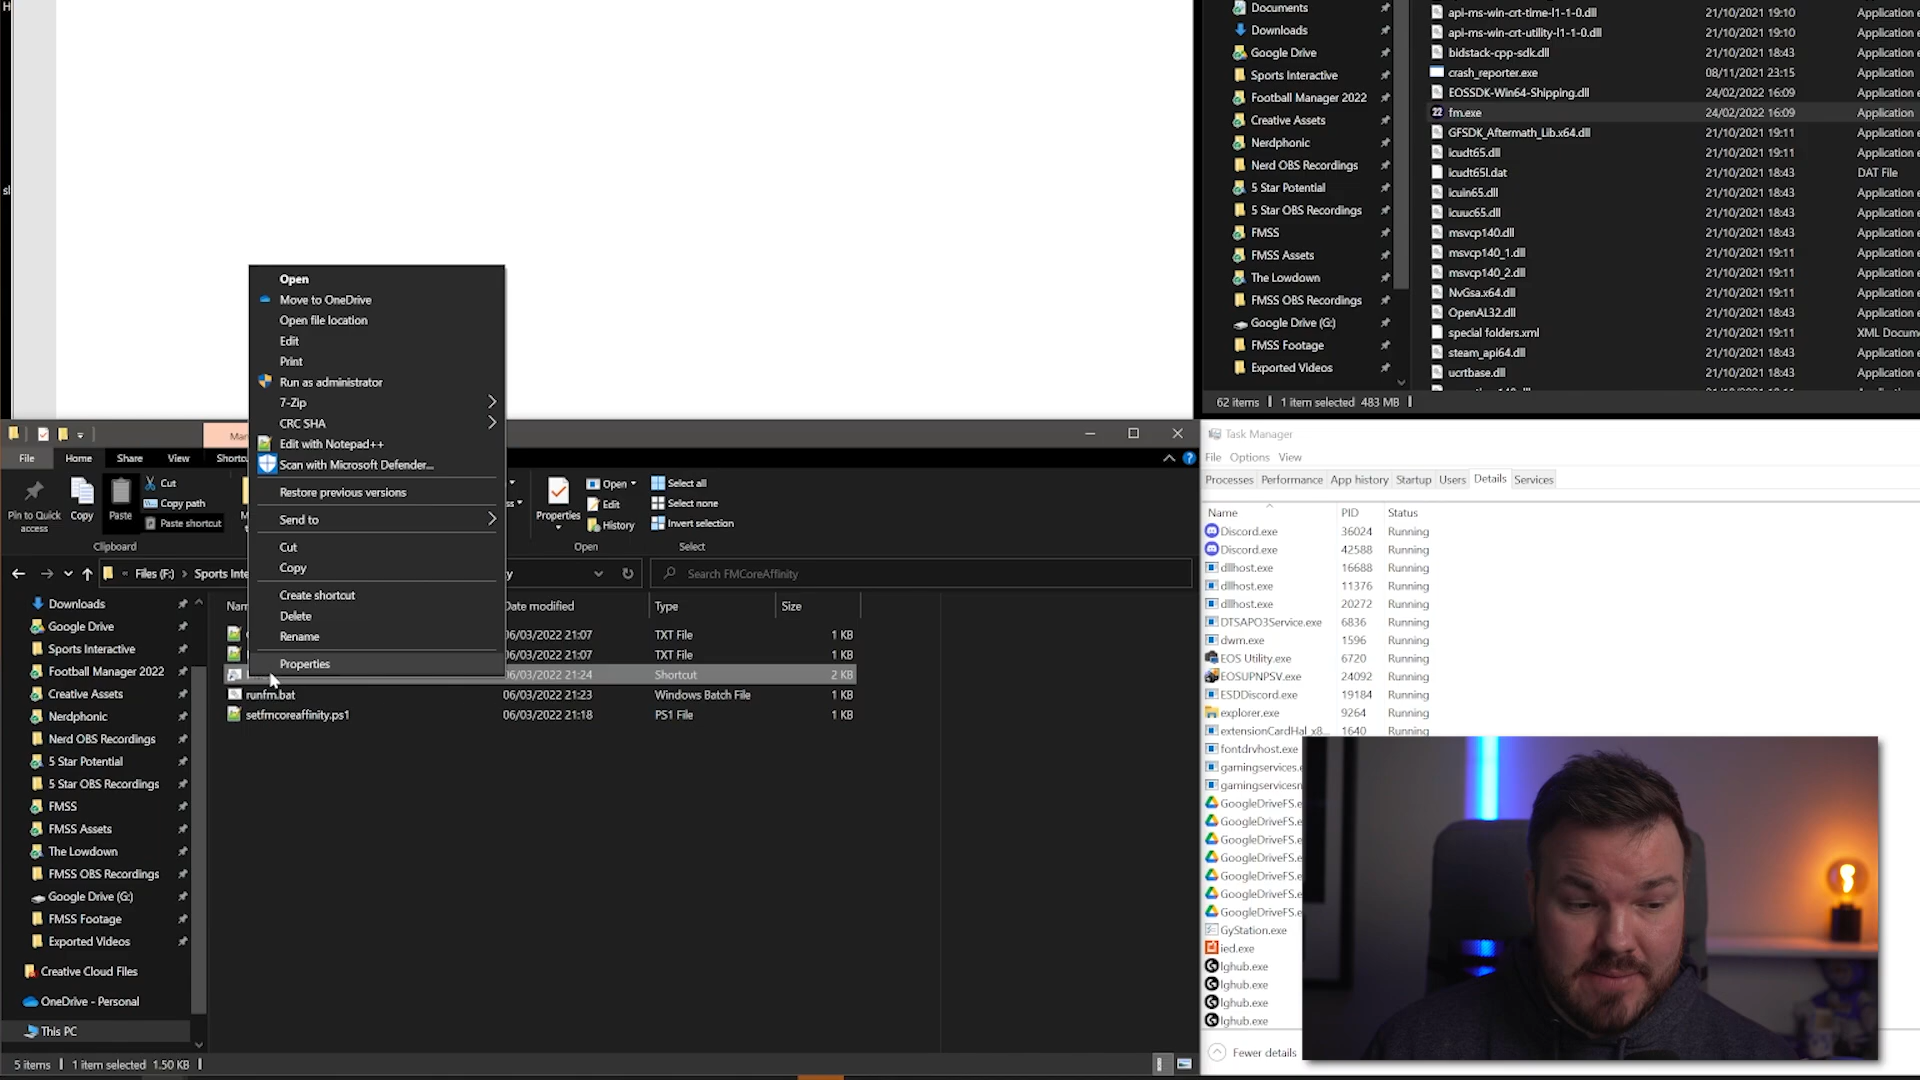 Open
Move to OneDrive
Open file location
Edit
Print
Run as administrator
7-Zip
CRC SHA
Edit with Notepad++
Scan with Microsoft Defender...
Restore previous versions
Send to
Cut
Copy
Create shortcut
Delete
Rename
Properties
File
Home
Share
View
Pin to Quick access
Copy
Paste
Cut
Copy path
Paste shortcut
Clipboard
Properties
Open
Edit
History
Open
Select all
Select none
Invert selection
Select
Files (F:)
Search FMCoreAffinity
Date modified
Type
Size
06/03/2022 21:07 TXT File 1 KB
06/03/2022 21:07 TXT File 1 KB
06/03/2022 21:24 Shortcut 2 KB
runfm.bat 06/03/2022 21:23 Windows Batch File 1 KB
setfmcoreaffinity.ps1 06/03/2022 21:18 PS1 File 1 KB
Downloads
Google Drive
Sports Interactive
Football Manager 2022
Creative Assets
Nerdphonic
Nerd OBS Recordings
5 Star Potential
5 Star OBS Recordings
FMSS
FMSS Assets
The Lowdown
FMSS OBS Recordings
Google Drive (G:)
FMSS Footage
Exported Videos
Creative Cloud Files
OneDrive - Personal
This PC
5 items
1 item selected 1.50 KB
Documents
Downloads
Google Drive
Sports Interactive
Football Manager 2022
Creative Assets
Nerdphonic
Nerd OBS Recordings
5 Star Potential
5 Star OBS Recordings
FMSS
FMSS Assets
The Lowdown
FMSS OBS Recordings
Google Drive (G:)
FMSS Footage
Exported Videos
api-ms-win-crt-time-l1-1-0.dll 21/10/2021 19:10 Application e
api-ms-win-crt-utility-l1-1-0.dll 21/10/2021 19:10 Application e
bidstack-cpp-sdk.dll 21/10/2021 18:43 Application e
crash_reporter.exe 08/11/2021 23:15 Application
EOSSDK-Win64-Shipping.dll 24/02/2022 16:09 Application e
fm.exe 24/02/2022 16:09 Application
GFSDK_Aftermath_Lib.x64.dll 21/10/2021 19:11 Application e
icudt65.dll 21/10/2021 19:11 Application e
icudt65l.dat 21/10/2021 18:43 DAT File
icuin65.dll 21/10/2021 18:43 Application e
icuuc65.dll 21/10/2021 18:43 Application e
msvcp140.dll 21/10/2021 18:43 Application e
msvcp140_1.dll 21/10/2021 19:11 Application e
msvcp140_2.dll 21/10/2021 19:11 Application e
NvGsa.x64.dll 21/10/2021 19:11 Application e
OpenAL32.dll 21/10/2021 18:43 Application e
special folders.xml 21/10/2021 19:11 XML Docum
steam_api64.dll 21/10/2021 18:43 Application e
ucrtbase.dll 21/10/2021 18:43 Application e
62 items
1 item selected 483 MB
Task Manager
File Options View
Processes Performance App history Startup Users Details Services
Name PID Status
Discord.exe 36024 Running
Discord.exe 42588 Running
dllhost.exe 16688 Running
dllhost.exe 11376 Running
dllhost.exe 20272 Running
DTSAPO3Service.exe 6836 Running
dwm.exe 1596 Running
EOS Utility.exe 6720 Running
EOSUPNPSV.exe 24092 Running
ESDDiscord.exe 19184 Running
explorer.exe 9264 Running
extensionCardHal_x8... 1640 Running
fontdrvhost.exe
gamingservices.e
gamingservicesn
GoogleDriveFS.e
GoogleDriveFS.e
GoogleDriveFS.e
GoogleDriveFS.e
GoogleDriveFS.e
GoogleDriveFS.e
GoogleDriveFS.e
GyStation.exe
ied.exe
lghub.exe
lghub.exe
lghub.exe
lghub.exe
Fewer details